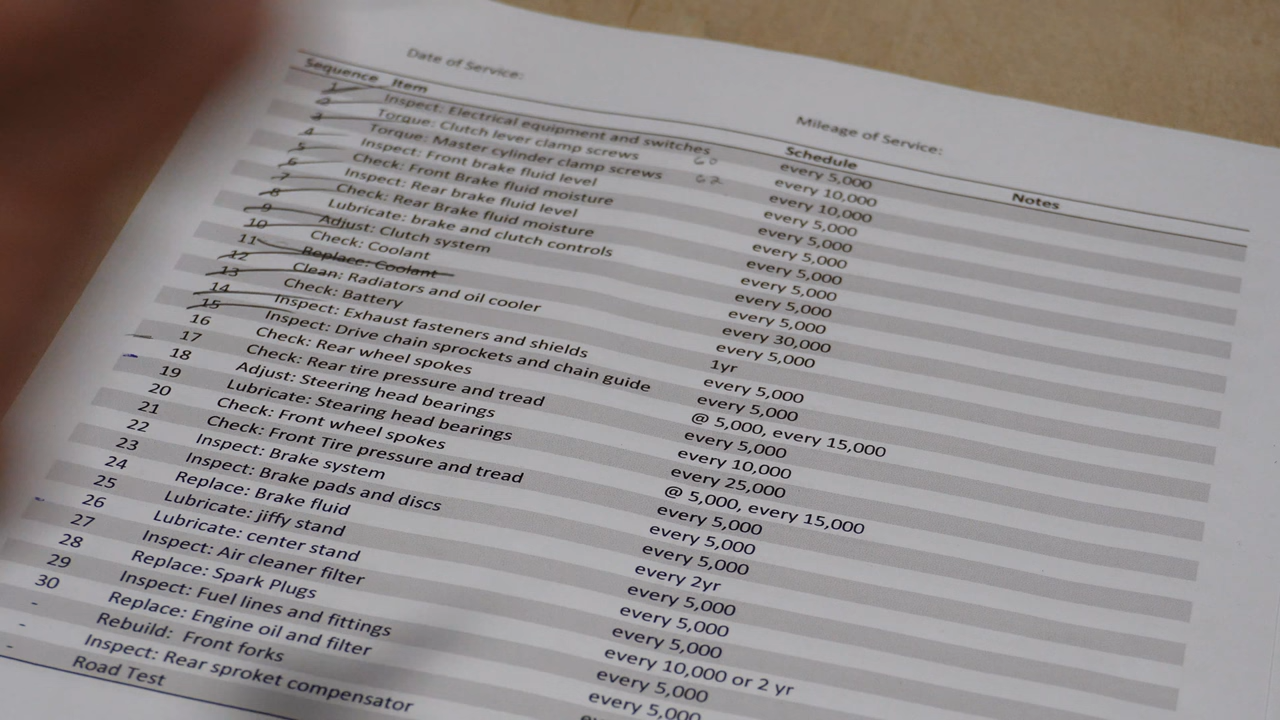 Date of Service:
Mileage of Service:
Sequence Item Schedule Notes
1 Inspect: Electrical equipment and switches every 5,000
2 Torque: Clutch lever clamp screws 60 every 10,000
3 Torque: Master cylinder clamp screws 62 every 10,000
4 Inspect: Front brake fluid level every 5,000
5 Check: Front Brake fluid moisture every 5,000
6 Inspect: Rear brake fluid level every 5,000
7 Check: Rear Brake fluid moisture every 5,000
8 Lubricate: brake and clutch controls every 5,000
9 Adjust: Clutch system every 5,000
10 Check: Coolant every 5,000
11 Replace: Coolant every 30,000
12 Clean: Radiators and oil cooler every 5,000
13 Check: Battery 1yr
14 Inspect: Exhaust fasteners and shields every 5,000
15 Inspect: Drive chain sprockets and chain guide every 5,000
16 Check: Rear wheel spokes @ 5,000, every 15,000
17 Check: Rear tire pressure and tread every 5,000
18 Adjust: Steering head bearings every 10,000
19 Lubricate: Stearing head bearings every 25,000
20 Check: Front wheel spokes @ 5,000, every 15,000
21 Check: Front Tire pressure and tread every 5,000
22 Inspect: Brake system every 5,000
23 Inspect: Brake pads and discs every 5,000
24 Replace: Brake fluid every 2yr
25 Lubricate: jiffy stand every 5,000
26 Lubricate: center stand every 5,000
27 Inspect: Air cleaner filter every 5,000
28 Replace: Spark Plugs every 10,000 or 2 yr
29 Inspect: Fuel lines and fittings every 5,000
30 Replace: Engine oil and filter every 5,000
- Rebuild: Front forks
- Inspect: Rear sproket compensator
- Road Test